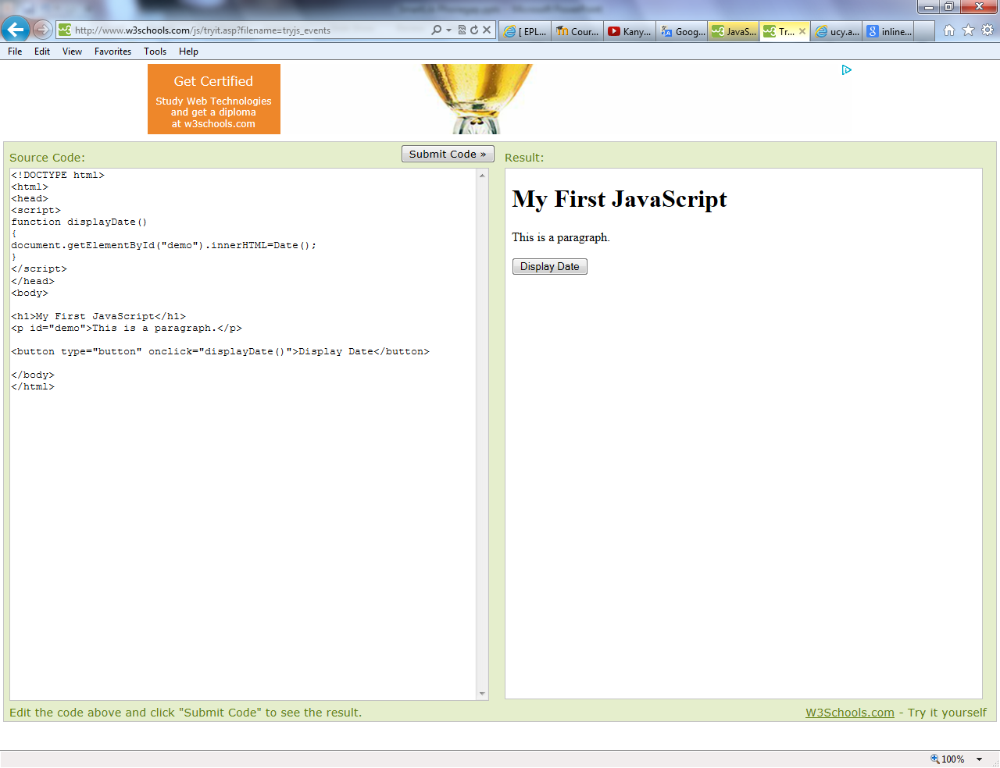 http://www.w3schools.com/js/tryit.asp?filename=tryjs_events
[ EPL...
Cour...
Kany...
Goog...
JavaS...
Tr...
ucy.a...
inline...
File Edit View Favorites Tools Help
Get Certified
Study Web Technologies
and get a diploma
at w3schools.com
Source Code:
Submit Code »
<!DOCTYPE html>
<html>
<head>
<script>
function displayDate()
{
document.getElementById("demo").innerHTML=Date();
}
</script>
</head>
<body>
<h1>My First JavaScript</h1>
<p id="demo">This is a paragraph.</p>
<button type="button" onclick="displayDate()">Display Date</button>
</body>
</html>
Edit the code above and click "Submit Code" to see the result.
Result:
My First JavaScript
This is a paragraph.
Display Date
W3Schools.com - Try it yourself
100%